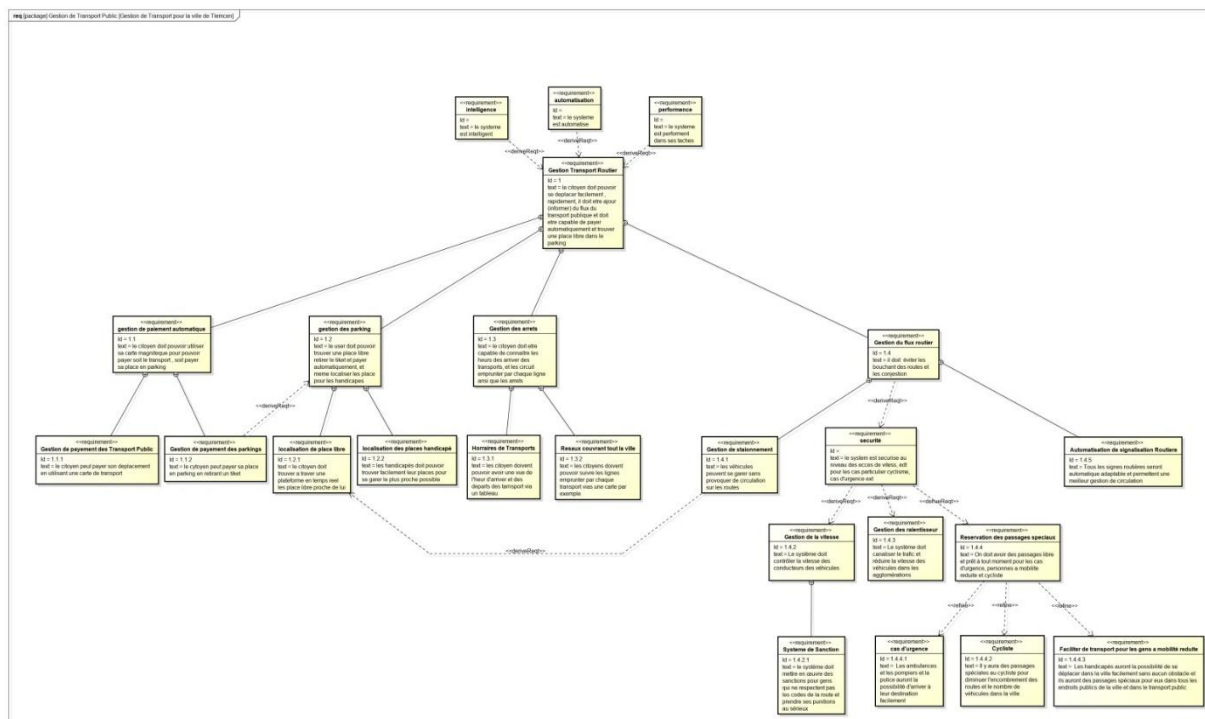 req [package] Gestion de Transport Public [Gestion de Transport pour la ville de Tlemcen]
<<requirement>>
intelligence
Id =
text = le systeme
est intelligent
<<requirement>>
automatisation
Id =
text = le systeme
est automatise
<<requirement>>
performence
Id =
text = le systeme
est performent
dans ses taches
<<deriveReqt>>
<<deriveReqt>>
<<deriveReqt>>
<<requirement>>
Gestion Transport Routier
Id = 1
text = le citoyen doit pouvoir
se deplacer facilement ,
rapidement, il doit etre ajour
(informer) du flux du
transport publique et doit
etre capable de payer
automatiquement et trouver
une place libre dans le
parking
<<requirement>>
gestion de paiement automatique
Id = 1.1
text = le citoyen doit pouvoir utiliser
sa carte magnetique pour pouvoir
payer soit le transport , soit payer
sa place en parking
<<requirement>>
gestion des parking
Id = 1.2
text = le user doit pouvoir
trouver une place libre
retirer le tiket et payer
automatiquement, et
meme localiser les place
pour les handicapes
<<requirement>>
Gestion des arrets
Id = 1.3
text = le citoyen doit etre
capable de connaitre les
heurs des arriver des
transports, et les circuit
emprunter par chaque ligne
ainsi que les arrets
<<requirement>>
Gestion du flux routier
Id = 1.4
text = il doit éviter les
bouchant des routes et
les conjestion
<<deriveReqt>>
<<deriveReqt>>
<<requirement>>
Gestion de payement des Transport Public
Id = 1.1.1
text = le citoyen peut payer son deplacement
en utilisant une carte de transport
<<requirement>>
Gestion de payement des parkings
Id = 1.1.2
text = le citoyen peut payer sa place
en parking en retirant un tiket
<<requirement>>
localisation de place libre
Id = 1.2.1
text = le citoyen doit
trouver a traver une
plateforme en temps reel
les place libre proche de lui
<<requirement>>
localisation des places handicapé
Id = 1.2.2
text = les handicapés doit pouvoir
trouver facilement leur places pour
se garer le plus proche possible
<<requirement>>
Horraires de Transports
Id = 1.3.1
text = les citoyen doivent
pouvoir avoir une vue de
l'heur d'arriver et des
departs des transport via
un tableau
<<requirement>>
Resaux couvrant tout la ville
Id = 1.3.2
text = les citoyens doivent
pouvoir suivre les lignes
emprunter par chaque
transport vias une carte par
exemple
<<requirement>>
Gestion de stationnement
Id = 1.4.1
text = les véhicules
peuvent se garer sans
provoquer de circulation
sur les routes
<<requirement>>
securité
Id =
text = le system est securise au
niveau des
pour les cas particulier cyclisme,
cas d'urgence ext
<<requirement>>
Automatisation de signalisation Routiere
Id = 1.4.5
text = Tous les signes routières seront
automatique adaptable et permettent une
meilleur gestion de circulation
<<deriveReqt>>
<<deriveReqt>>
<<deriveReqt>>
<<deriveReqt>>
<<requirement>>
Gestion de la vitesse
Id = 1.4.2
text = Le système doit
contrôler la vitesse des
conducteurs des véhicules
<<requirement>>
Gestion des ralentisseur
Id = 1.4.3
text = Le système doit
canaliser le trafic et
réduire la vitesse des
véhicules dans les
agglomérations
<<requirement>>
Reservation des passages speciaux
Id = 1.4.4
text = On doit avoir des passages libre
et prêt à tout moment pour les cas
d'urgence, personnes a mobilité
reduite et cycliste
<<refine>>
<<refine>>
<<refine>>
<<requirement>>
Systeme de Sanction
Id = 1.4.2.1
text = le système doit
mettre en œuvre des
sanctions pour gens
qui ne respectent pas
les codes de la route et
prendre ses punitions
au sérieux
<<requirement>>
cas d'urgence
Id = 1.4.4.1
text = Les ambulances
et les pompiers et la
police auront la
possibilité d'arriver à
leur destination
facilement
<<requirement>>
Cycliste
Id = 1.4.4.2
text = Il y aura des passages
spéciales au cycliste pour
diminuer l'encombrement des
routes et le nombre de
véhicules dans la ville
<<requirement>>
Faciliter de transport pour les gens a mobilité reduite
Id = 1.4.4.3
text = Les handicapes auront la possibilité de se
déplacer dans la ville facilement sans aucun obstacle et
ils auront des passages spéciaux pour eux dans tous les
endroits publics de la ville et dans le transport public